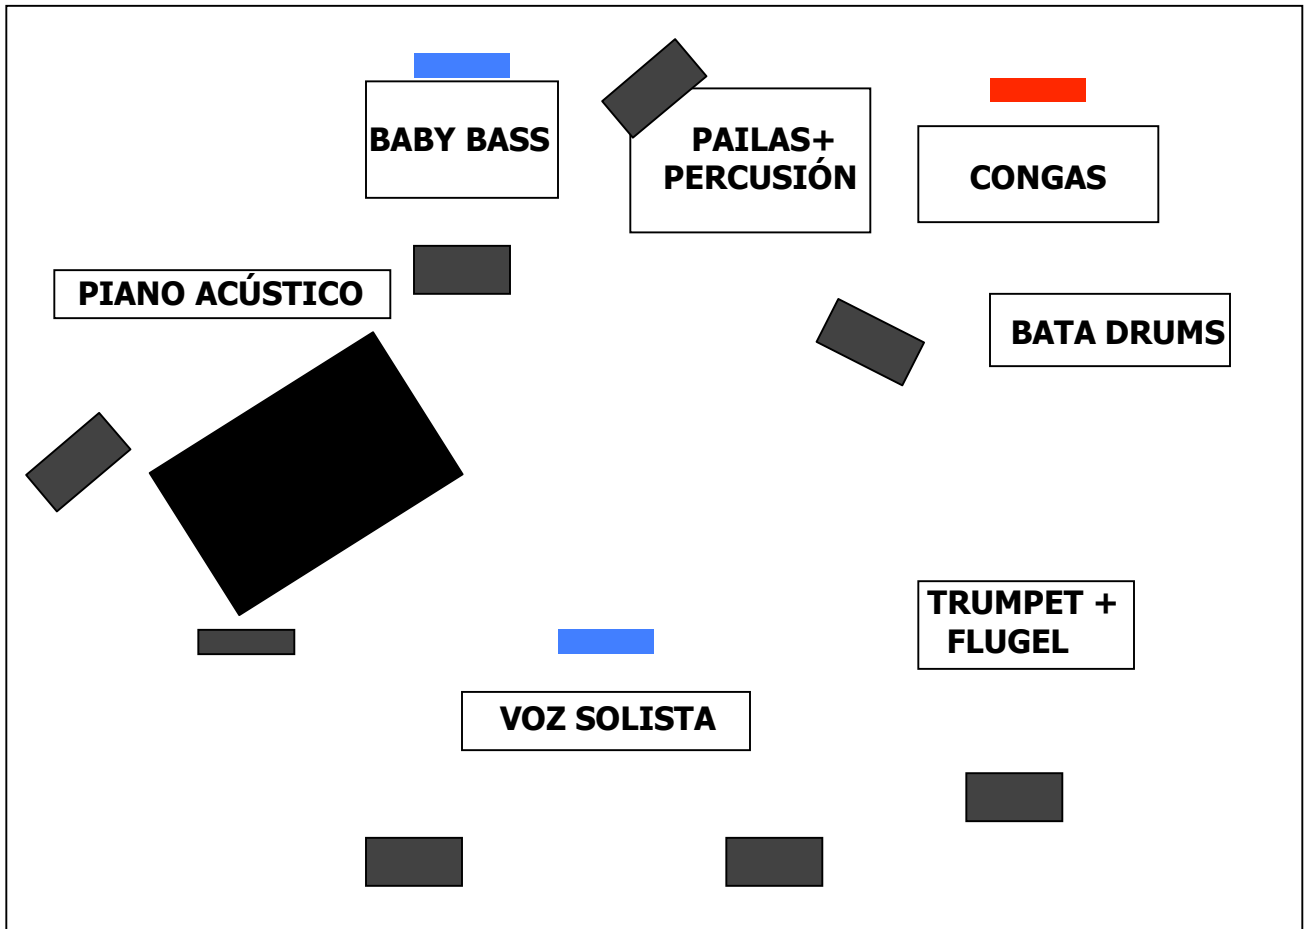 BABY BASS
PAILAS+
PERCUSIÓN
CONGAS
PIANO ACÚSTICO
BATA DRUMS
TRUMPET +
FLUGEL
VOZ SOLISTA